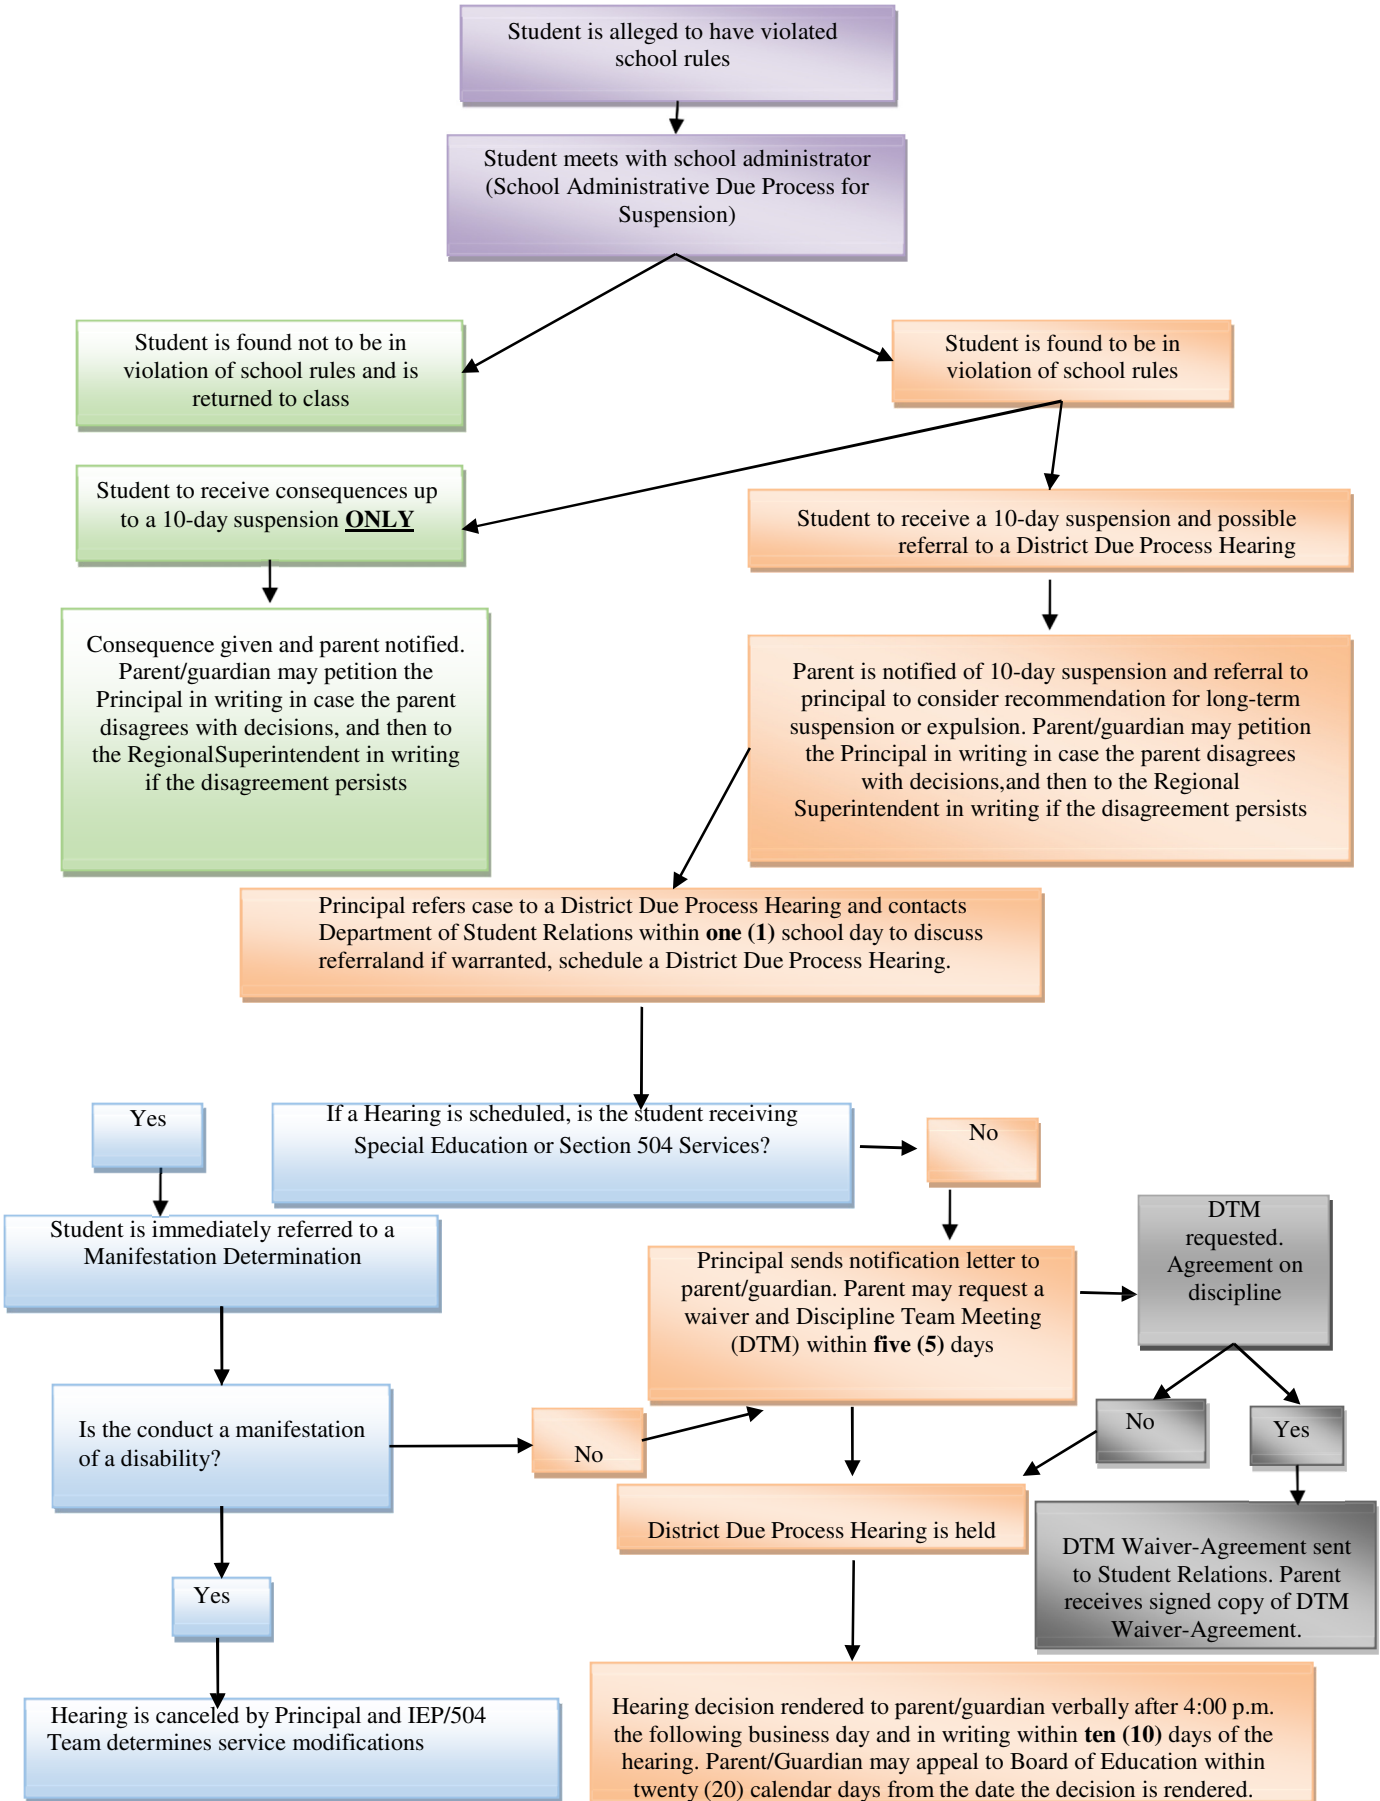 Student is alleged to have violated
school rules
Student meets with school administrator
(School Administrative Due Process for
Suspension)
Student is found not to be in
violation of school rules and is
returned to class
Student is found to be in
violation of school rules
Student to receive consequences up
to a 10-day suspension ONLY
Student to receive a 10-day suspension and possible
referral to a District Due Process Hearing
Consequence given and parent notified.
Parent/guardian may petition the
Principal in writing in case the parent
disagrees with decisions, and then to
the RegionalSuperintendent in writing
if the disagreement persists
Parent is notified of 10-day suspension and referral to
principal to consider recommendation for long-term
suspension or expulsion. Parent/guardian may petition
the Principal in writing in case the parent disagrees
with decisions,and then to the Regional
Superintendent in writing if the disagreement persists
Principal refers case to a District Due Process Hearing and contacts
Department of Student Relations within one (1) school day to discuss
referraland if warranted, schedule a District Due Process Hearing.
Yes
If a Hearing is scheduled, is the student receiving
Special Education or Section 504 Services?
No
Student is immediately referred to a
Manifestation Determination
Principal sends notification letter to
parent/guardian. Parent may request a
waiver and Discipline Team Meeting
(DTM) within five (5) days
DTM
requested.
Agreement on
discipline
Is the conduct a manifestation
of a disability?
No
No
Yes
District Due Process Hearing is held
DTM Waiver-Agreement sent
to Student Relations. Parent
receives signed copy of DTM
Waiver-Agreement.
Yes
Hearing is canceled by Principal and IEP/504
Team determines service modifications
Hearing decision rendered to parent/guardian verbally after 4:00 p.m.
the following business day and in writing within ten (10) days of the
hearing. Parent/Guardian may appeal to Board of Education within
twenty (20) calendar days from the date the decision is rendered.